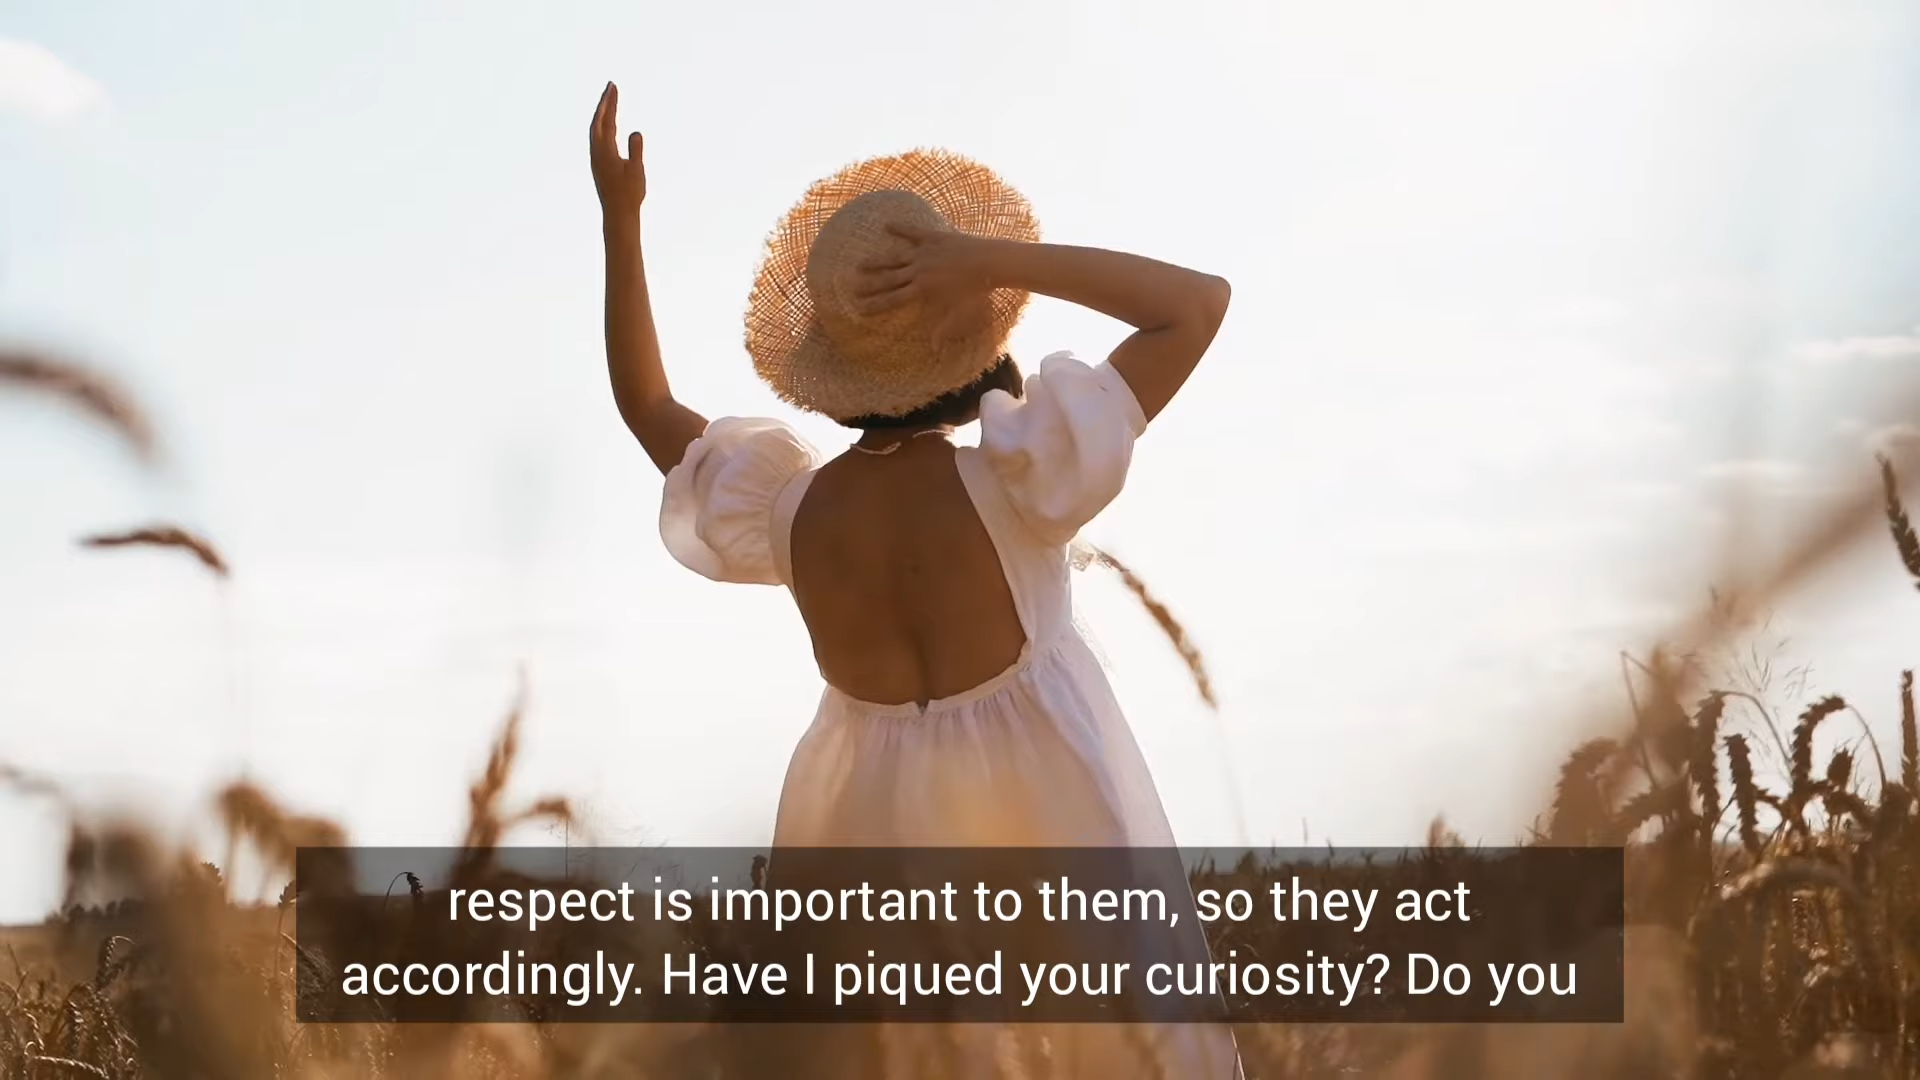 respect is important to them, so they act
accordingly. Have I piqued your curiosity? Do you